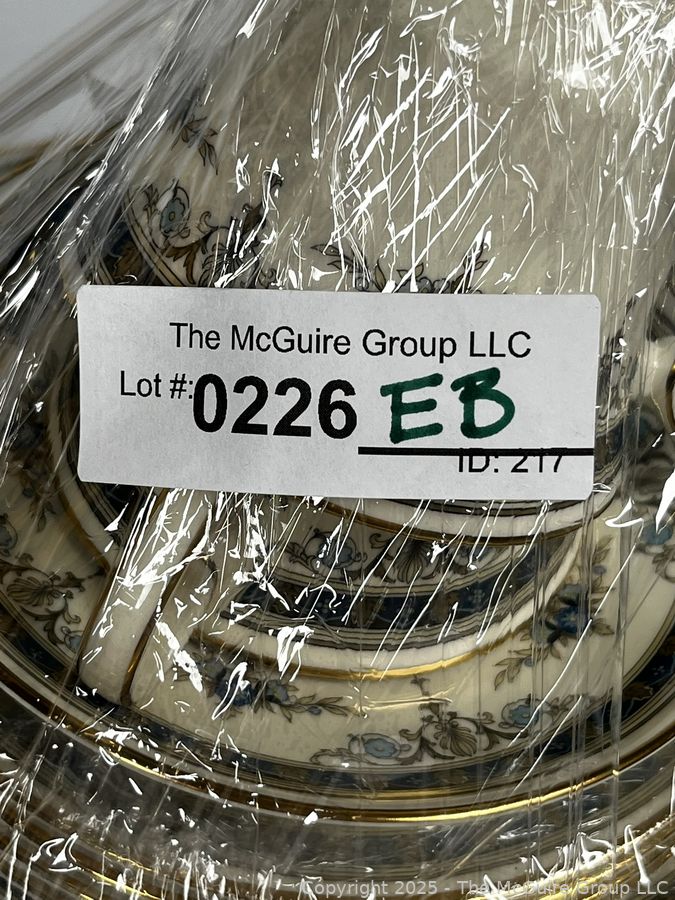 The McGuire Group LLC
Lot #:0226 EB
ID: 217
Copyright 2025 - The McGuire Group LLC